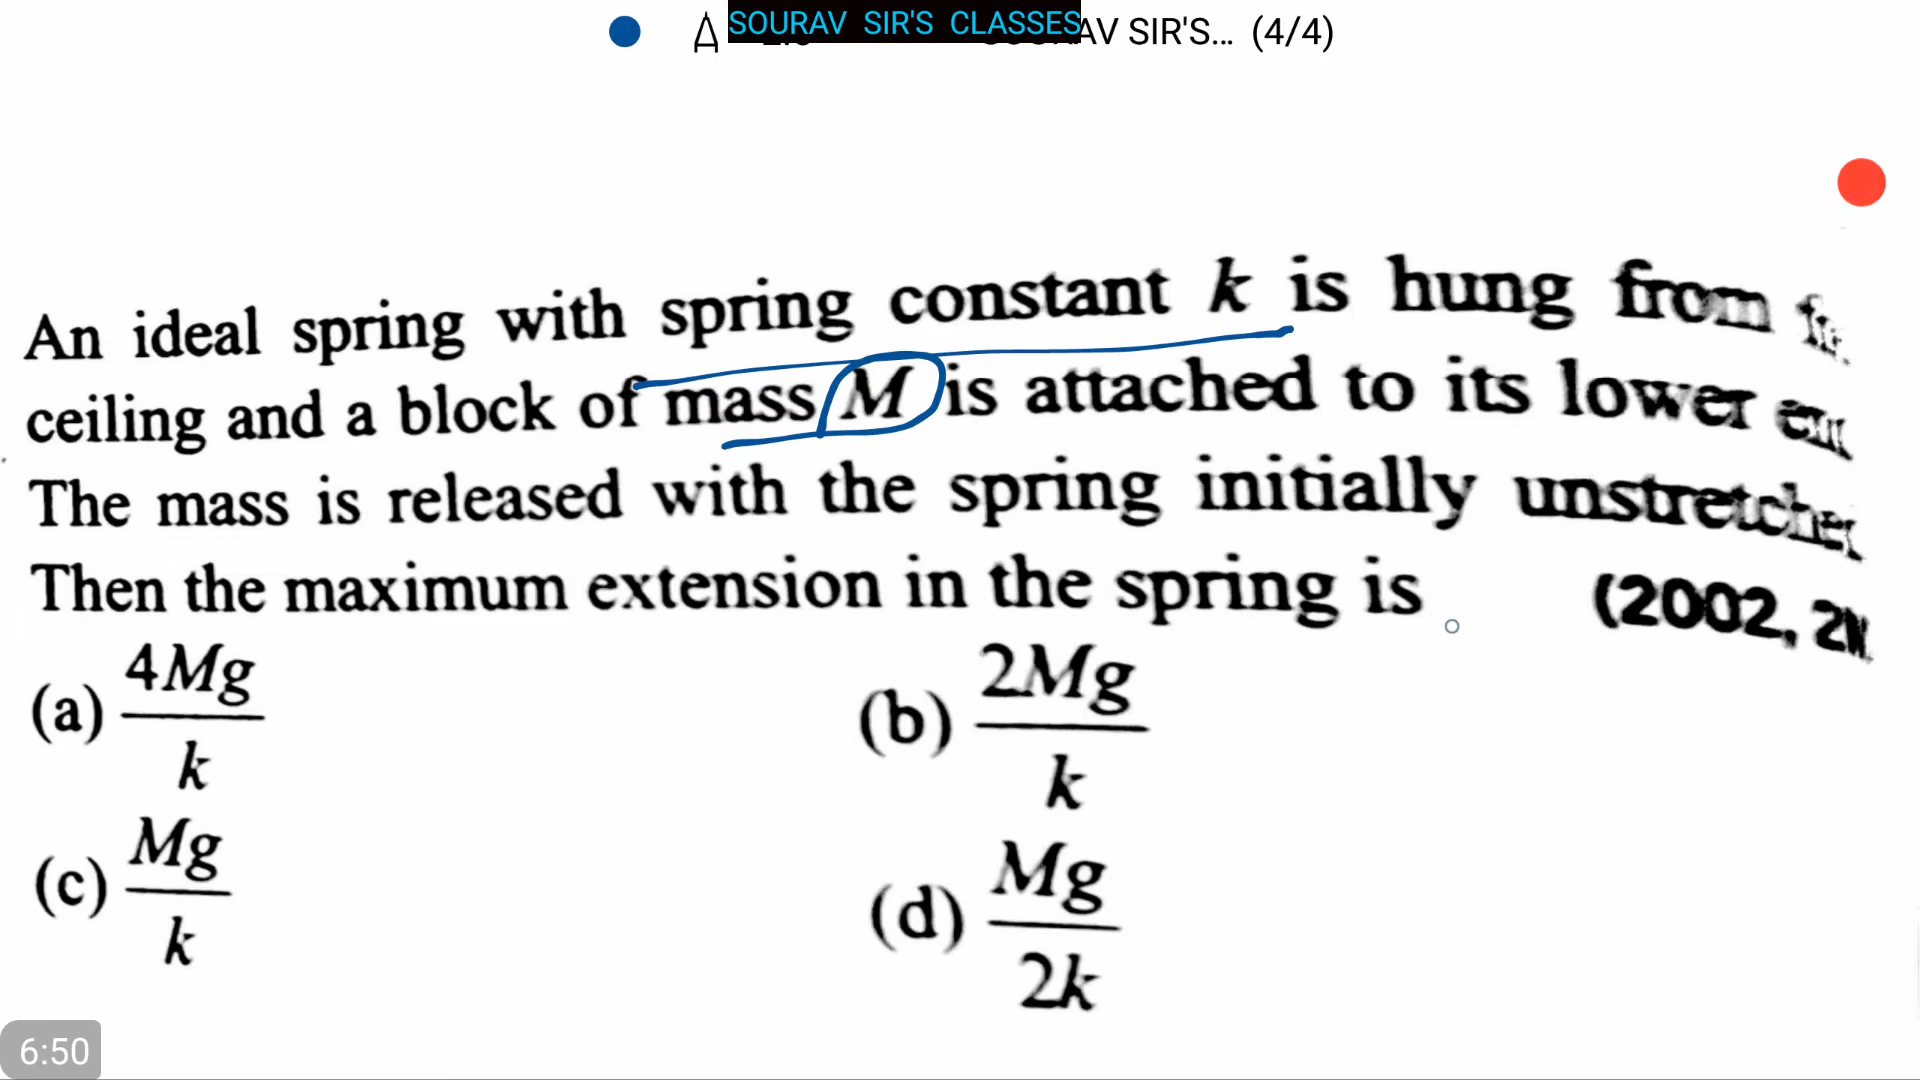 SOURAV SIR'S CLASSES
AV SIR'S... (4/4)
An ideal spring with spring constant k is hung from
ceiling and a block of mass M is attached to its lower
The mass is released with the spring initially
Then the maximum extension in the spring is (2002,
(a) 4Mg/k (b) 2Mg/k
(c) Mg/k (d) Mg/2k
6:50